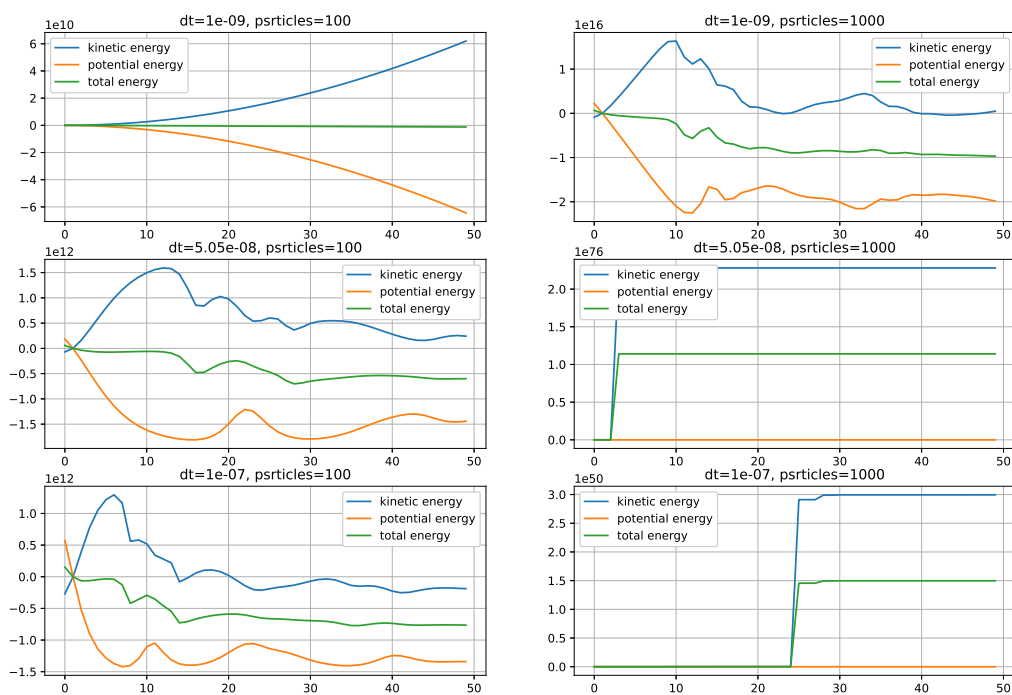 dt=1e-09, psrticles=100
1e10
kinetic energy
potential energy
total energy
6
4
2
0
−2
−4
−6
0 10 20 30 40 50
dt=1e-09, psrticles=1000
1e16
kinetic energy
potential energy
total energy
1
0
−1
−2
0 10 20 30 40 50
dt=5.05e-08, psrticles=100
1e12
kinetic energy
potential energy
total energy
1.5
1.0
0.5
0.0
−0.5
−1.0
−1.5
0 10 20 30 40 50
dt=5.05e-08, psrticles=1000
1e76
kinetic energy
potential energy
total energy
2.0
1.5
1.0
0.5
0.0
0 10 20 30 40 50
dt=1e-07, psrticles=100
1e12
kinetic energy
potential energy
total energy
1.0
0.5
0.0
−0.5
−1.0
−1.5
0 10 20 30 40 50
dt=1e-07, psrticles=1000
1e50
kinetic energy
potential energy
total energy
3.0
2.5
2.0
1.5
1.0
0.5
0.0
0 10 20 30 40 50